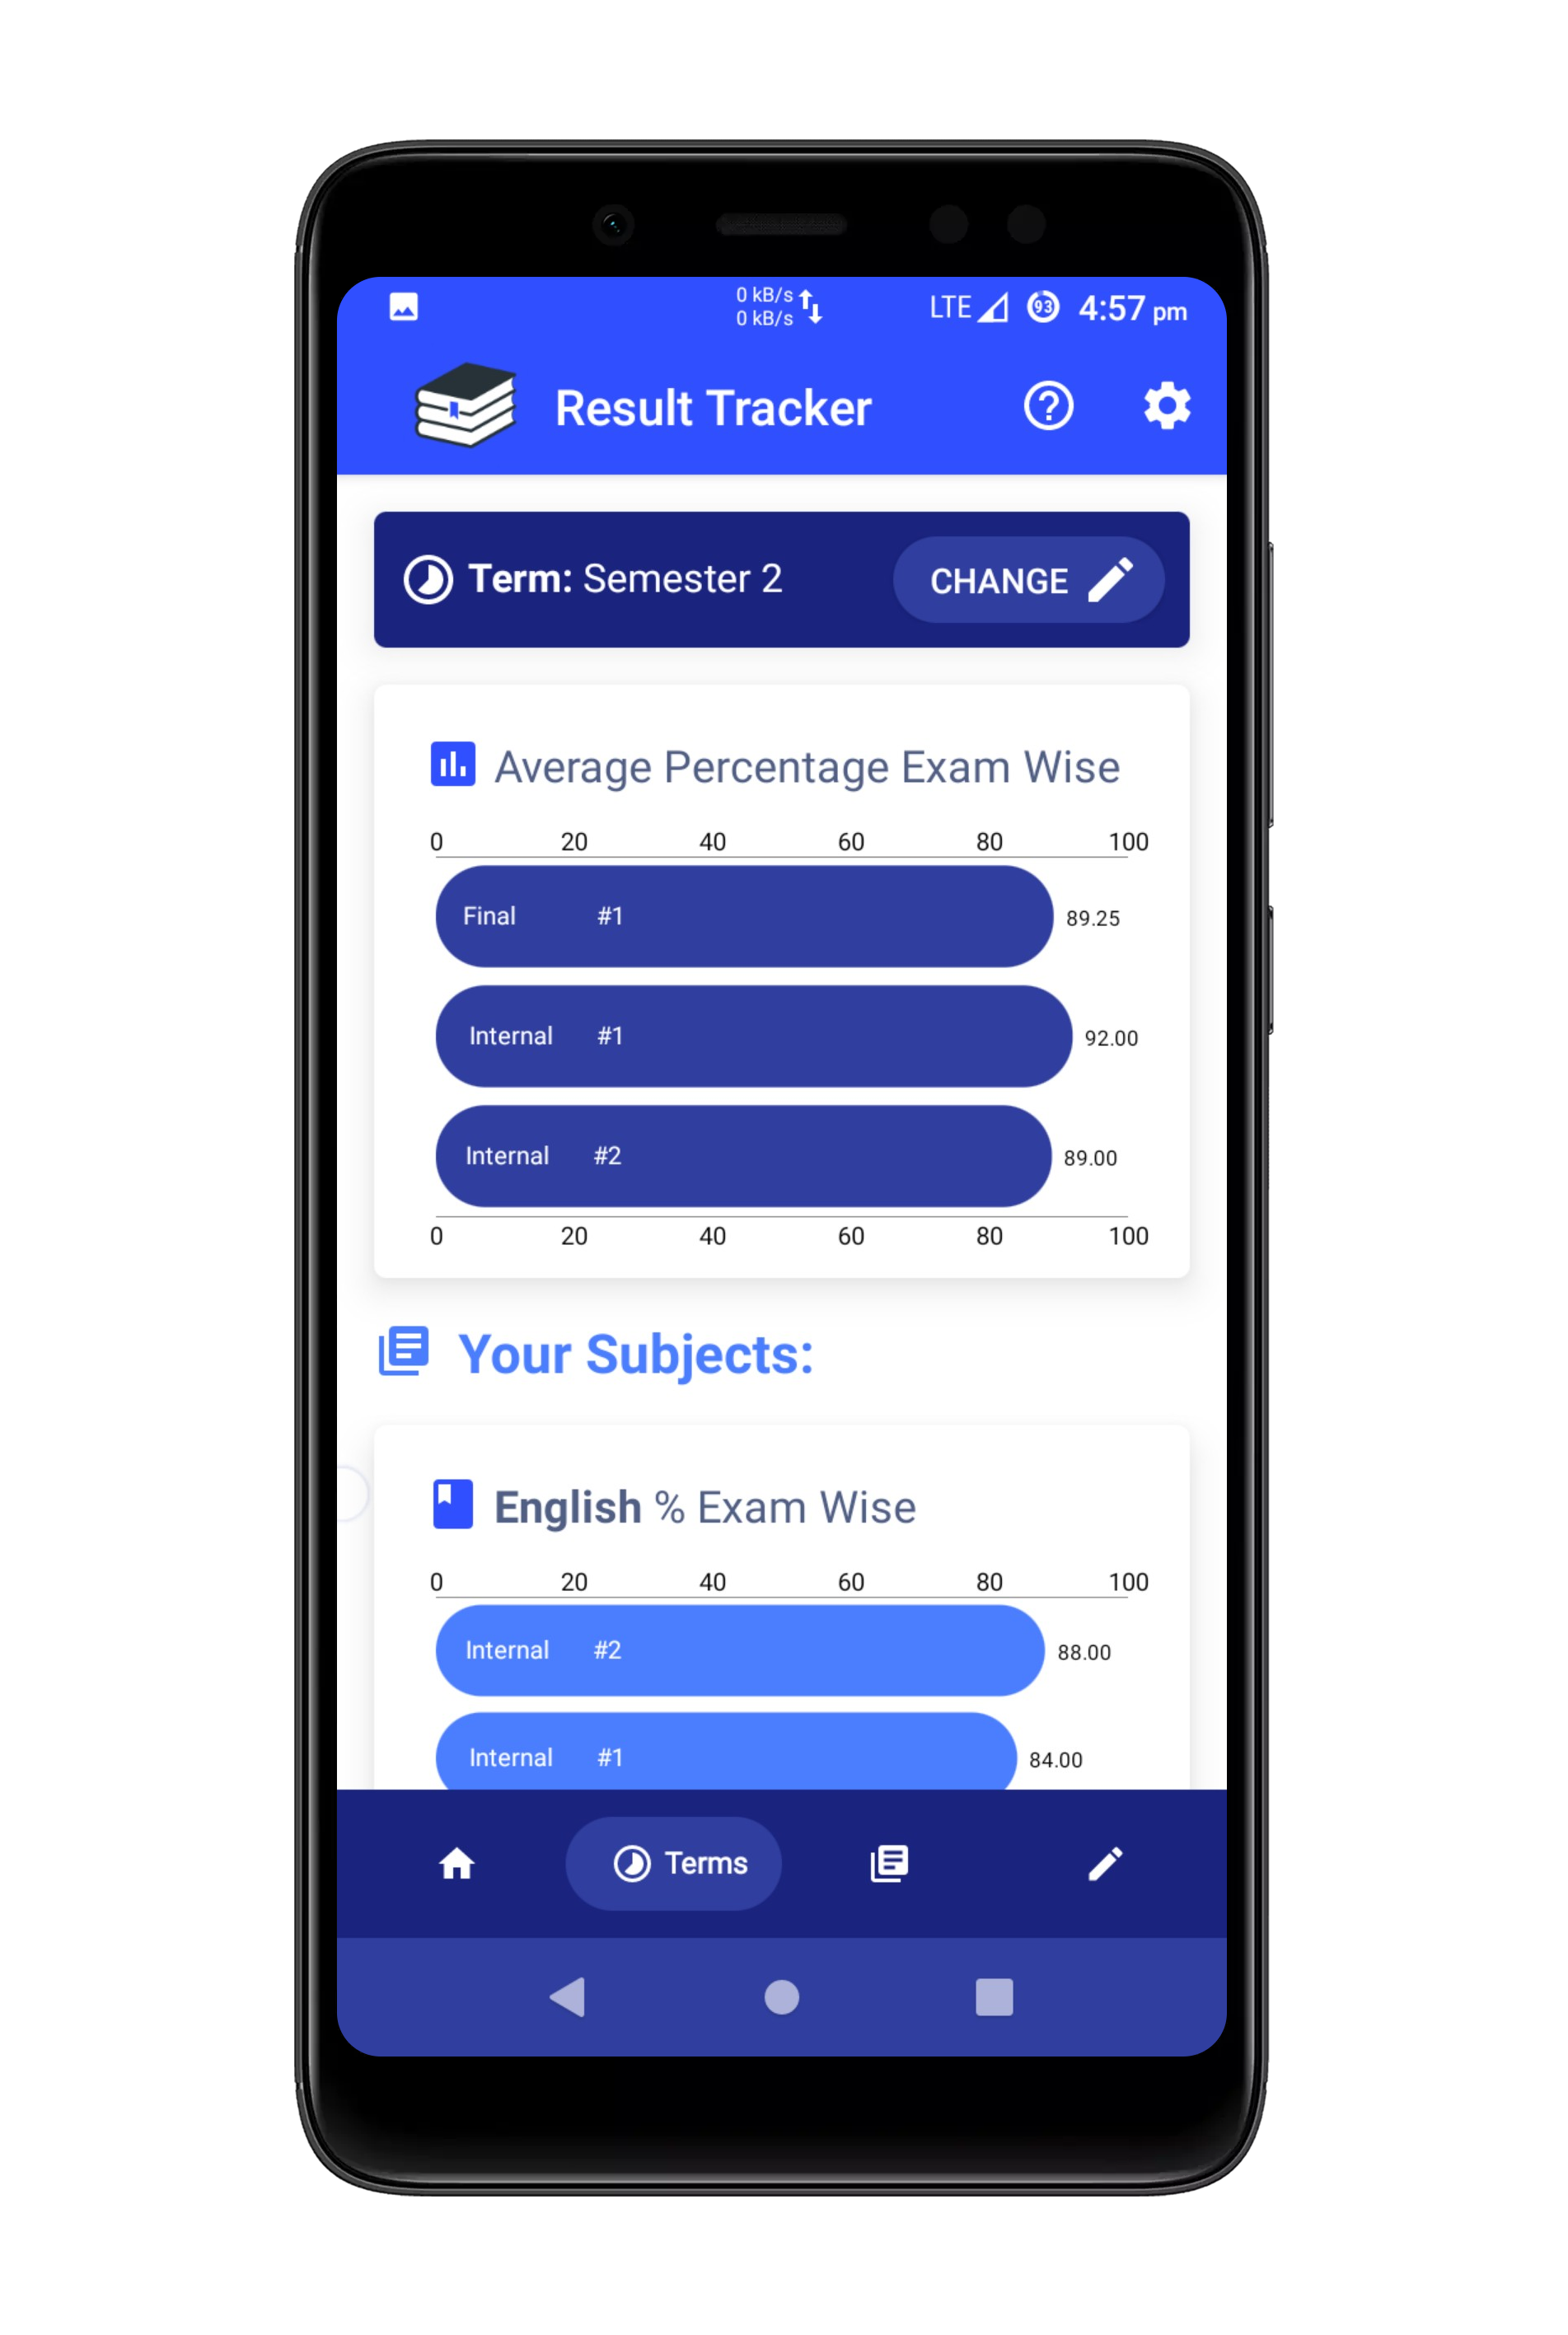 0 kB/s
0 kB/s
LTE 93 4:57 pm
Result Tracker
Term: Semester 2 CHANGE
Average Percentage Exam Wise
0 20 40 60 80 100
Final #1 89.25
Internal #1 92.00
Internal #2 89.00
0 20 40 60 80 100
Your Subjects:
English % Exam Wise
0 20 40 60 80 100
Internal #2 88.00
Internal #1 84.00
Terms